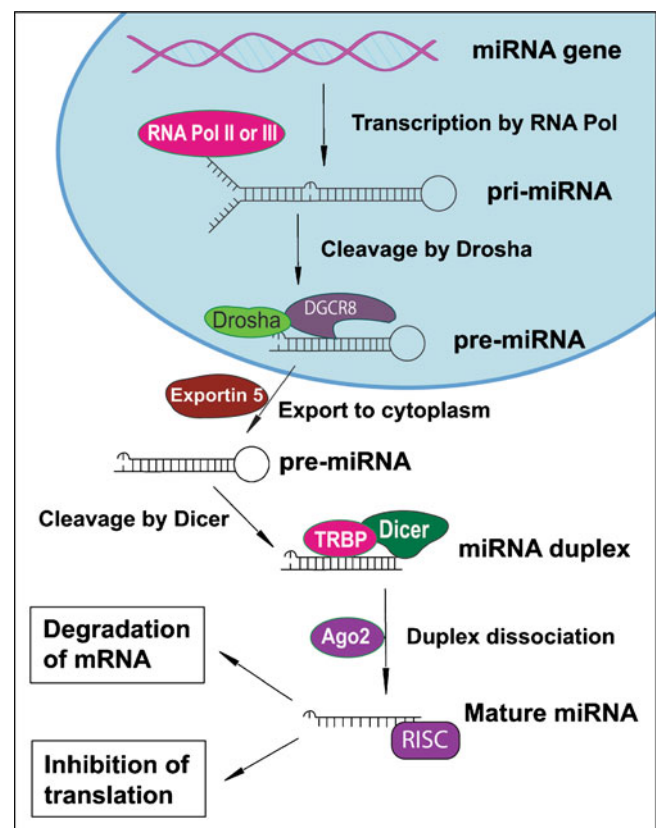 miRNA gene
RNA Pol II or III
Transcription by RNA Pol
pri-miRNA
Cleavage by Drosha
Drosha
DGCR8
pre-miRNA
Exportin 5
Export to cytoplasm
pre-miRNA
Cleavage by Dicer
TRBP
Dicer
miRNA duplex
Ago2
Duplex dissociation
Degradation
of mRNA
Mature miRNA
RISC
Inhibition of
translation